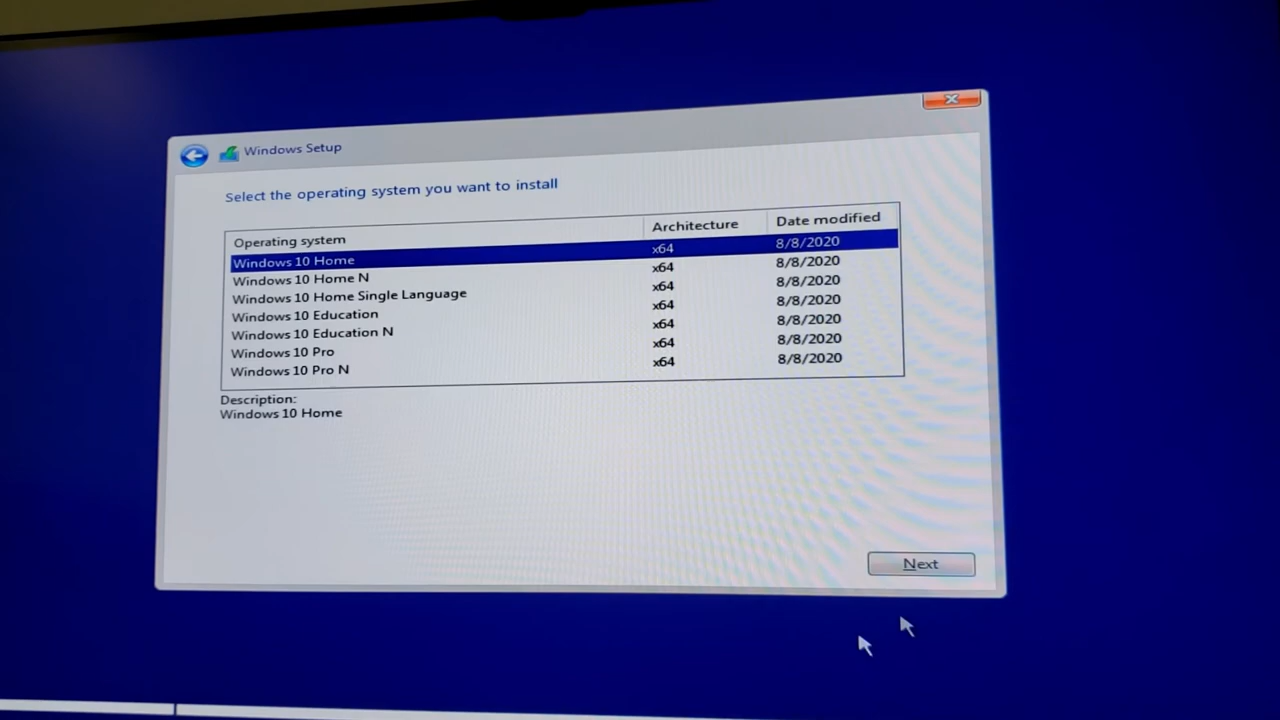 Windows Setup
Select the operating system you want to install
Operating system Architecture Date modified
Windows 10 Home x64 8/8/2020
Windows 10 Home N x64 8/8/2020
Windows 10 Home Single Language x64 8/8/2020
Windows 10 Education x64 8/8/2020
Windows 10 Education N x64 8/8/2020
Windows 10 Pro x64 8/8/2020
Windows 10 Pro N x64 8/8/2020
Description:
Windows 10 Home
Next